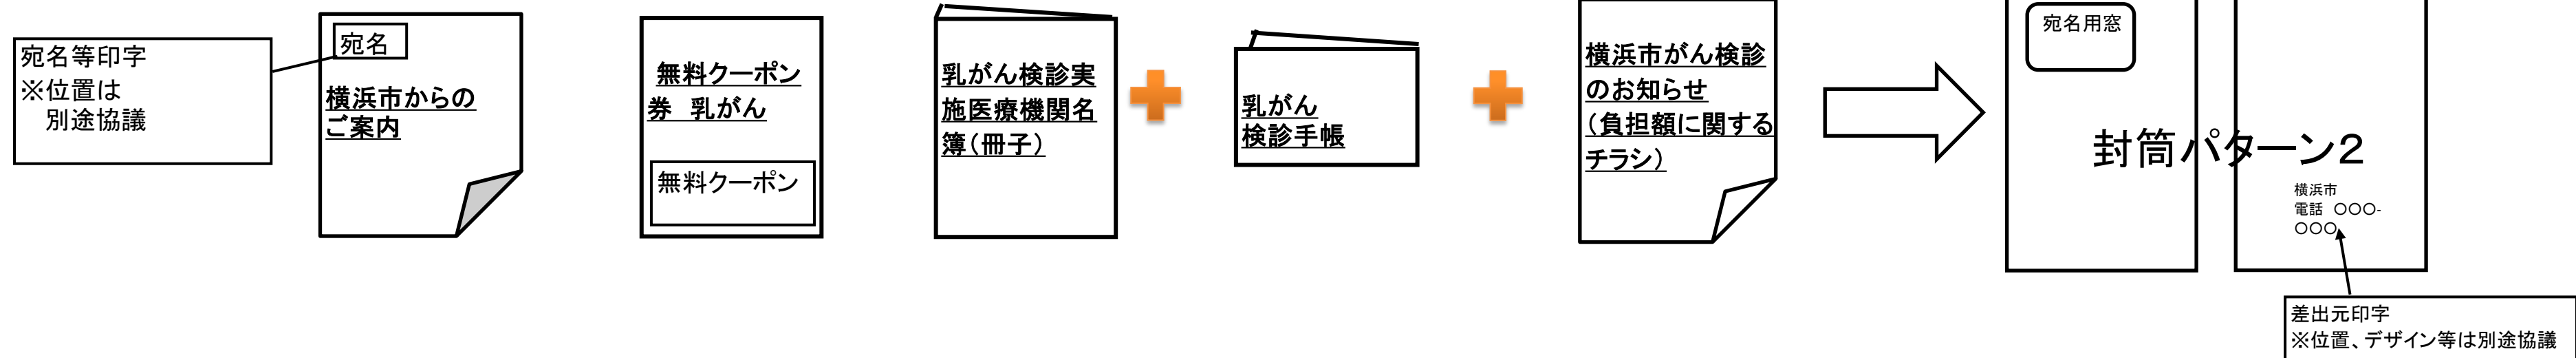 宛名等印字
※位置は
別途協議
宛名
横浜市からの
ご案内
無料クーポン
券　乳がん
無料クーポン
乳がん検診実
施医療機関名
簿（冊子）
乳がん
検診手帳
横浜市がん検診
のお知らせ
（負担額に関する
チラシ）
宛名用窓
封筒パターン２
横浜市
電話　○○○-
○○○
差出元印字
※位置、デザイン等は別途協議